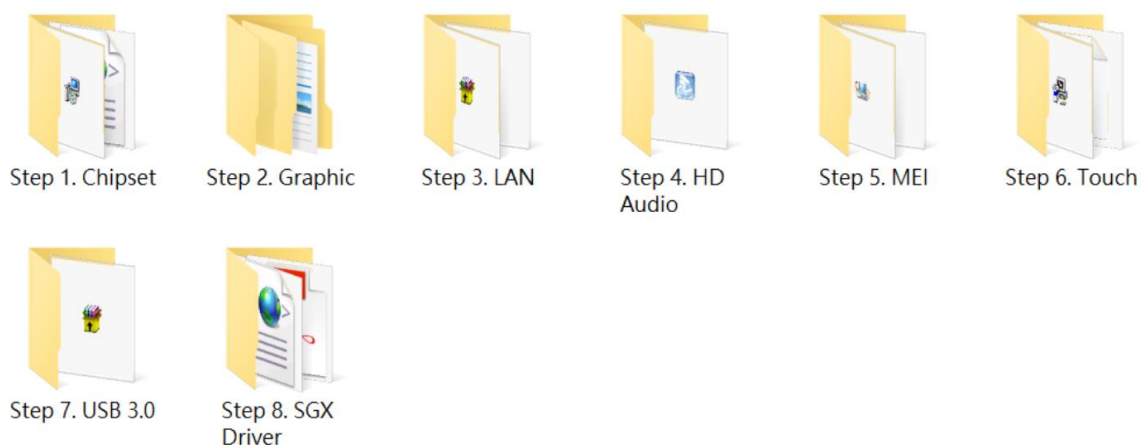 Step 1. Chipset
Step 2. Graphic
Step 3. LAN
Step 4. HD
Audio
Step 5. MEI
Step 6. Touch
Step 7. USB 3.0
Step 8. SGX
Driver